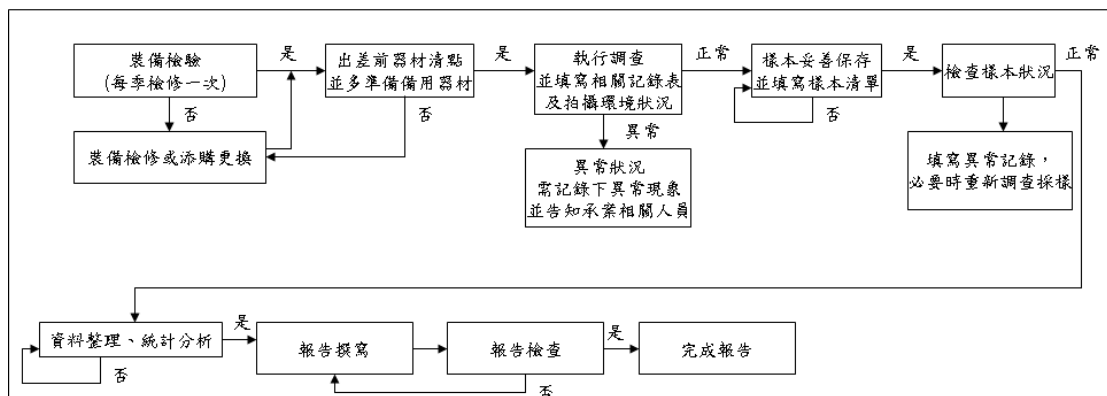 裝備檢驗
(每季檢修一次)
是
否
裝備檢修或添購更換
出差前器材清點
並多準備備用器材
是
否
執行調查
並填寫相關記錄表
及拍攝環境狀況
正常
異常
異常狀況
需記錄下異常現象
並告知承案相關人員
樣本妥善保存
並填寫樣本清單
是
否
檢查樣本狀況
正常
填寫異常記錄，
必要時重新調查採樣
資料整理、統計分析
是
否
報告撰寫
報告檢查
是
否
完成報告